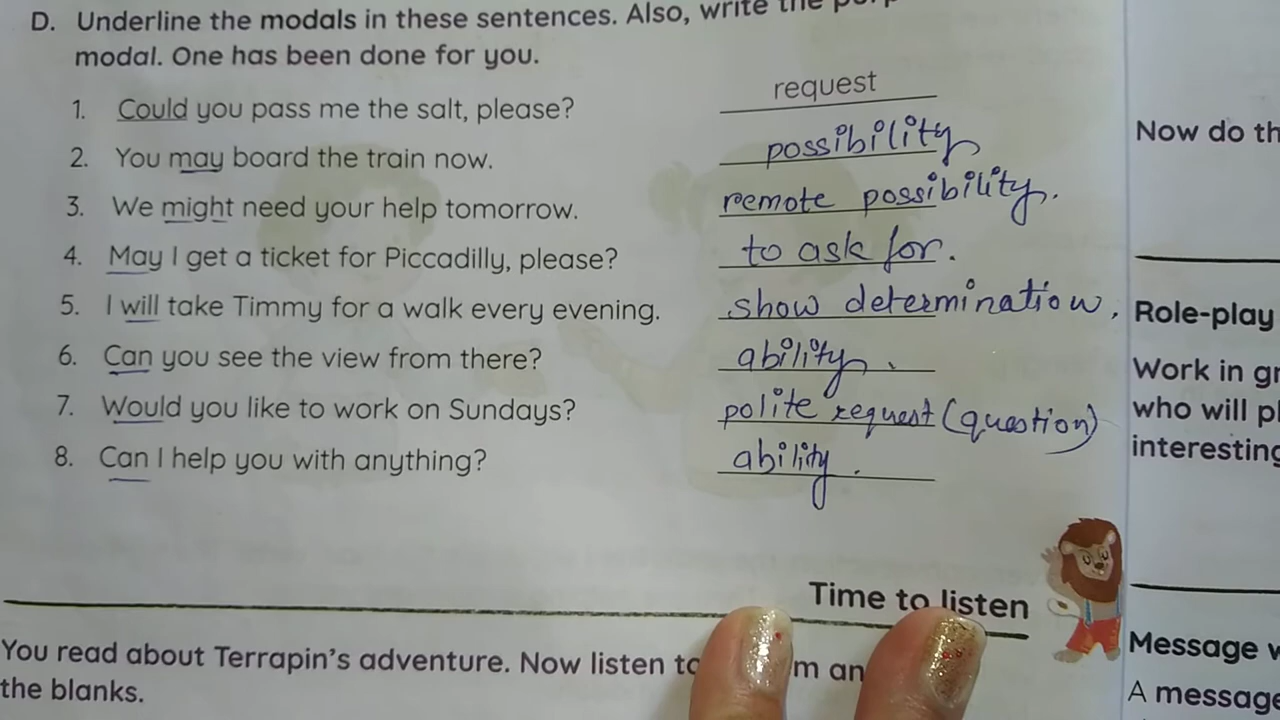 D. Underline the modals in these sentences. Also, write the
modal. One has been done for you.
1. Could you pass me the salt, please? request
2. You may board the train now. possibility
3. We might need your help tomorrow. remote possibility.
4. May I get a ticket for Piccadilly, please? to ask for.
5. I will take Timmy for a walk every evening. show determination.
6. Can you see the view from there? ability.
7. Would you like to work on Sundays? polite request (question)
8. Can I help you with anything? ability.
Time to listen
You read about Terrapin's adventure. Now listen
the blanks.
Now do
Role-play
Work in
who will
interesting
Message
A message